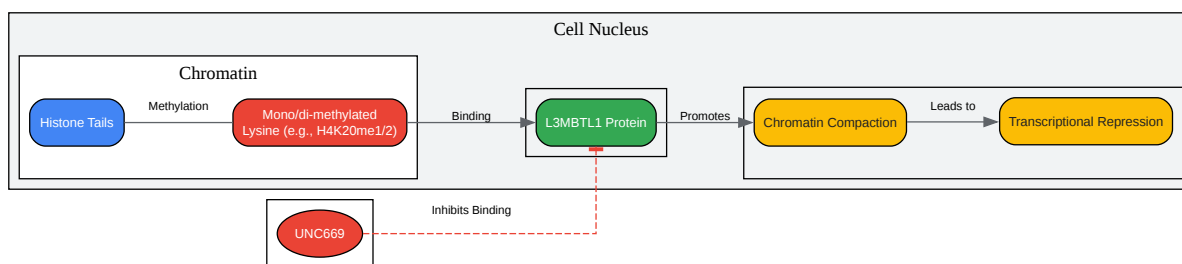 Cell Nucleus
Chromatin
Histone Tails
Methylation
Mono/di-methylated
Lysine (e.g., H4K20me1/2)
Binding
L3MBTL1 Protein
Promotes
Chromatin Compaction
Leads to
Transcriptional Repression
UNC669
Inhibits Binding